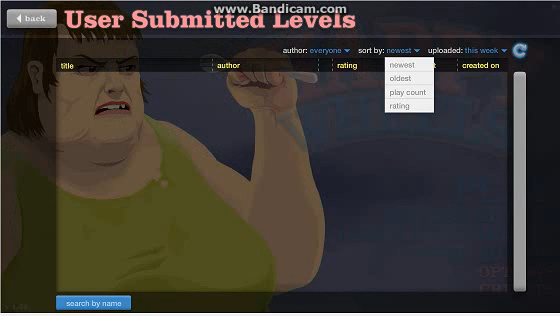 www.Bandicam.com
back
User Submitted Levels
author: everyone sort by: newest uploaded: this week
title author rating created on
newest
oldest
play count
rating
search by name